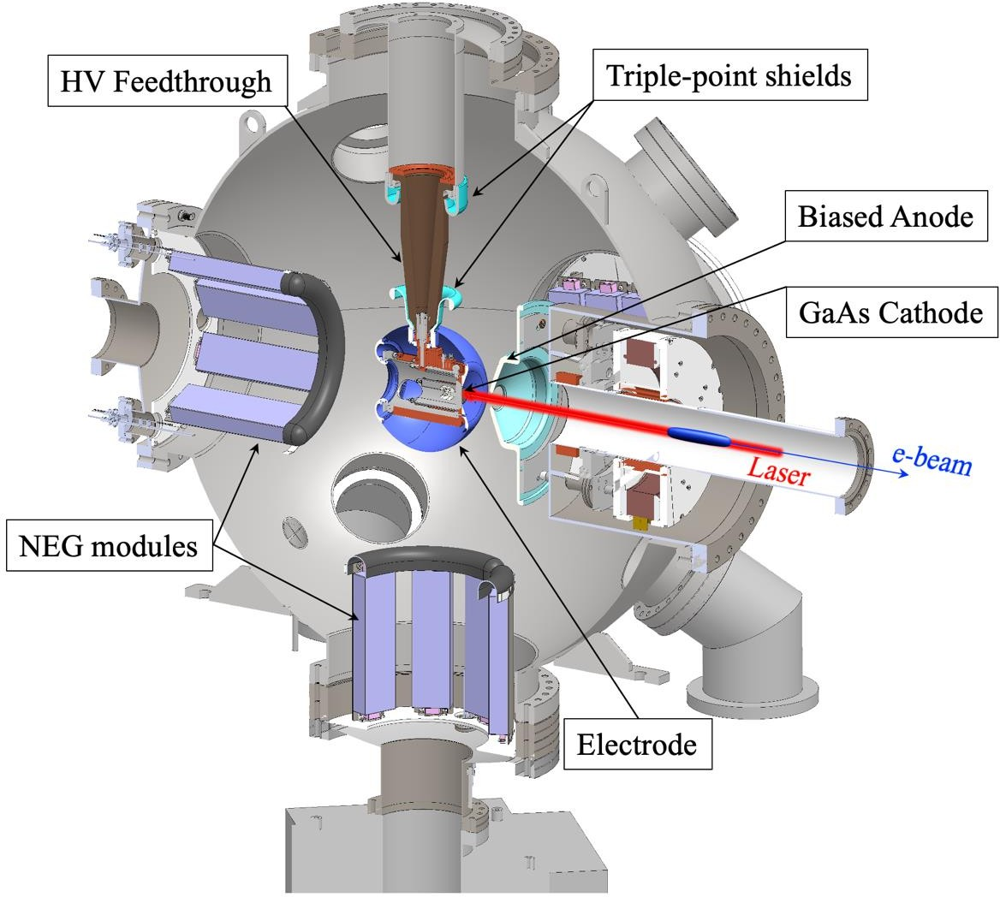 HV Feedthrough
Triple-point shields
Biased Anode
GaAs Cathode
e-beam
Laser
NEG modules
Electrode